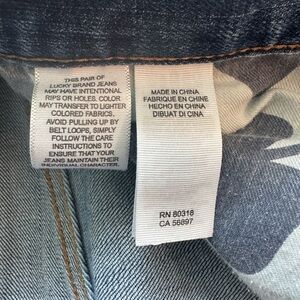 THIS PAIR OF
LUCKY BRAND JEANS
MAY HAVE INTENTIONAL
RIPS OR HOLES. COLOR
MAY TRANSFER TO LIGHTER
COLORED FABRICS.
AVOID PULLING UP BY
BELT LOOPS, SIMPLY
FOLLOW THE CARE
INSTRUCTIONS TO
ENSURE THAT YOUR
JEANS MAINTAIN THEIR
INDIVIDUAL CHARACTER.
MADE IN CHINA
FABRIQUE EN CHINE
HECHO EN CHINA
DIBUAT DI CINA
RN 80318
CA 56897